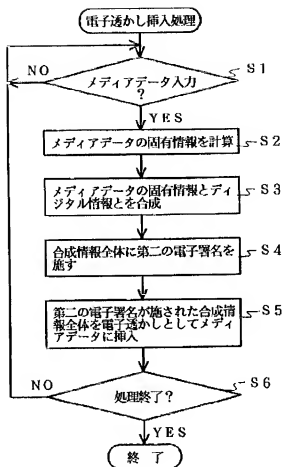 電子透かし挿入処理
NO
メディアデータ入力
?
S1
YES
メディアデータの固有情報を計算
S2
メディアデータの固有情報とディ
ジタル情報とを合成
S3
合成情報全体に第二の電子署名を
施す
S4
第二の電子署名が施された合成情
報全体を電子透かしとしてメディ
アデータに挿入
S5
NO
処理終了?
S6
YES
終了